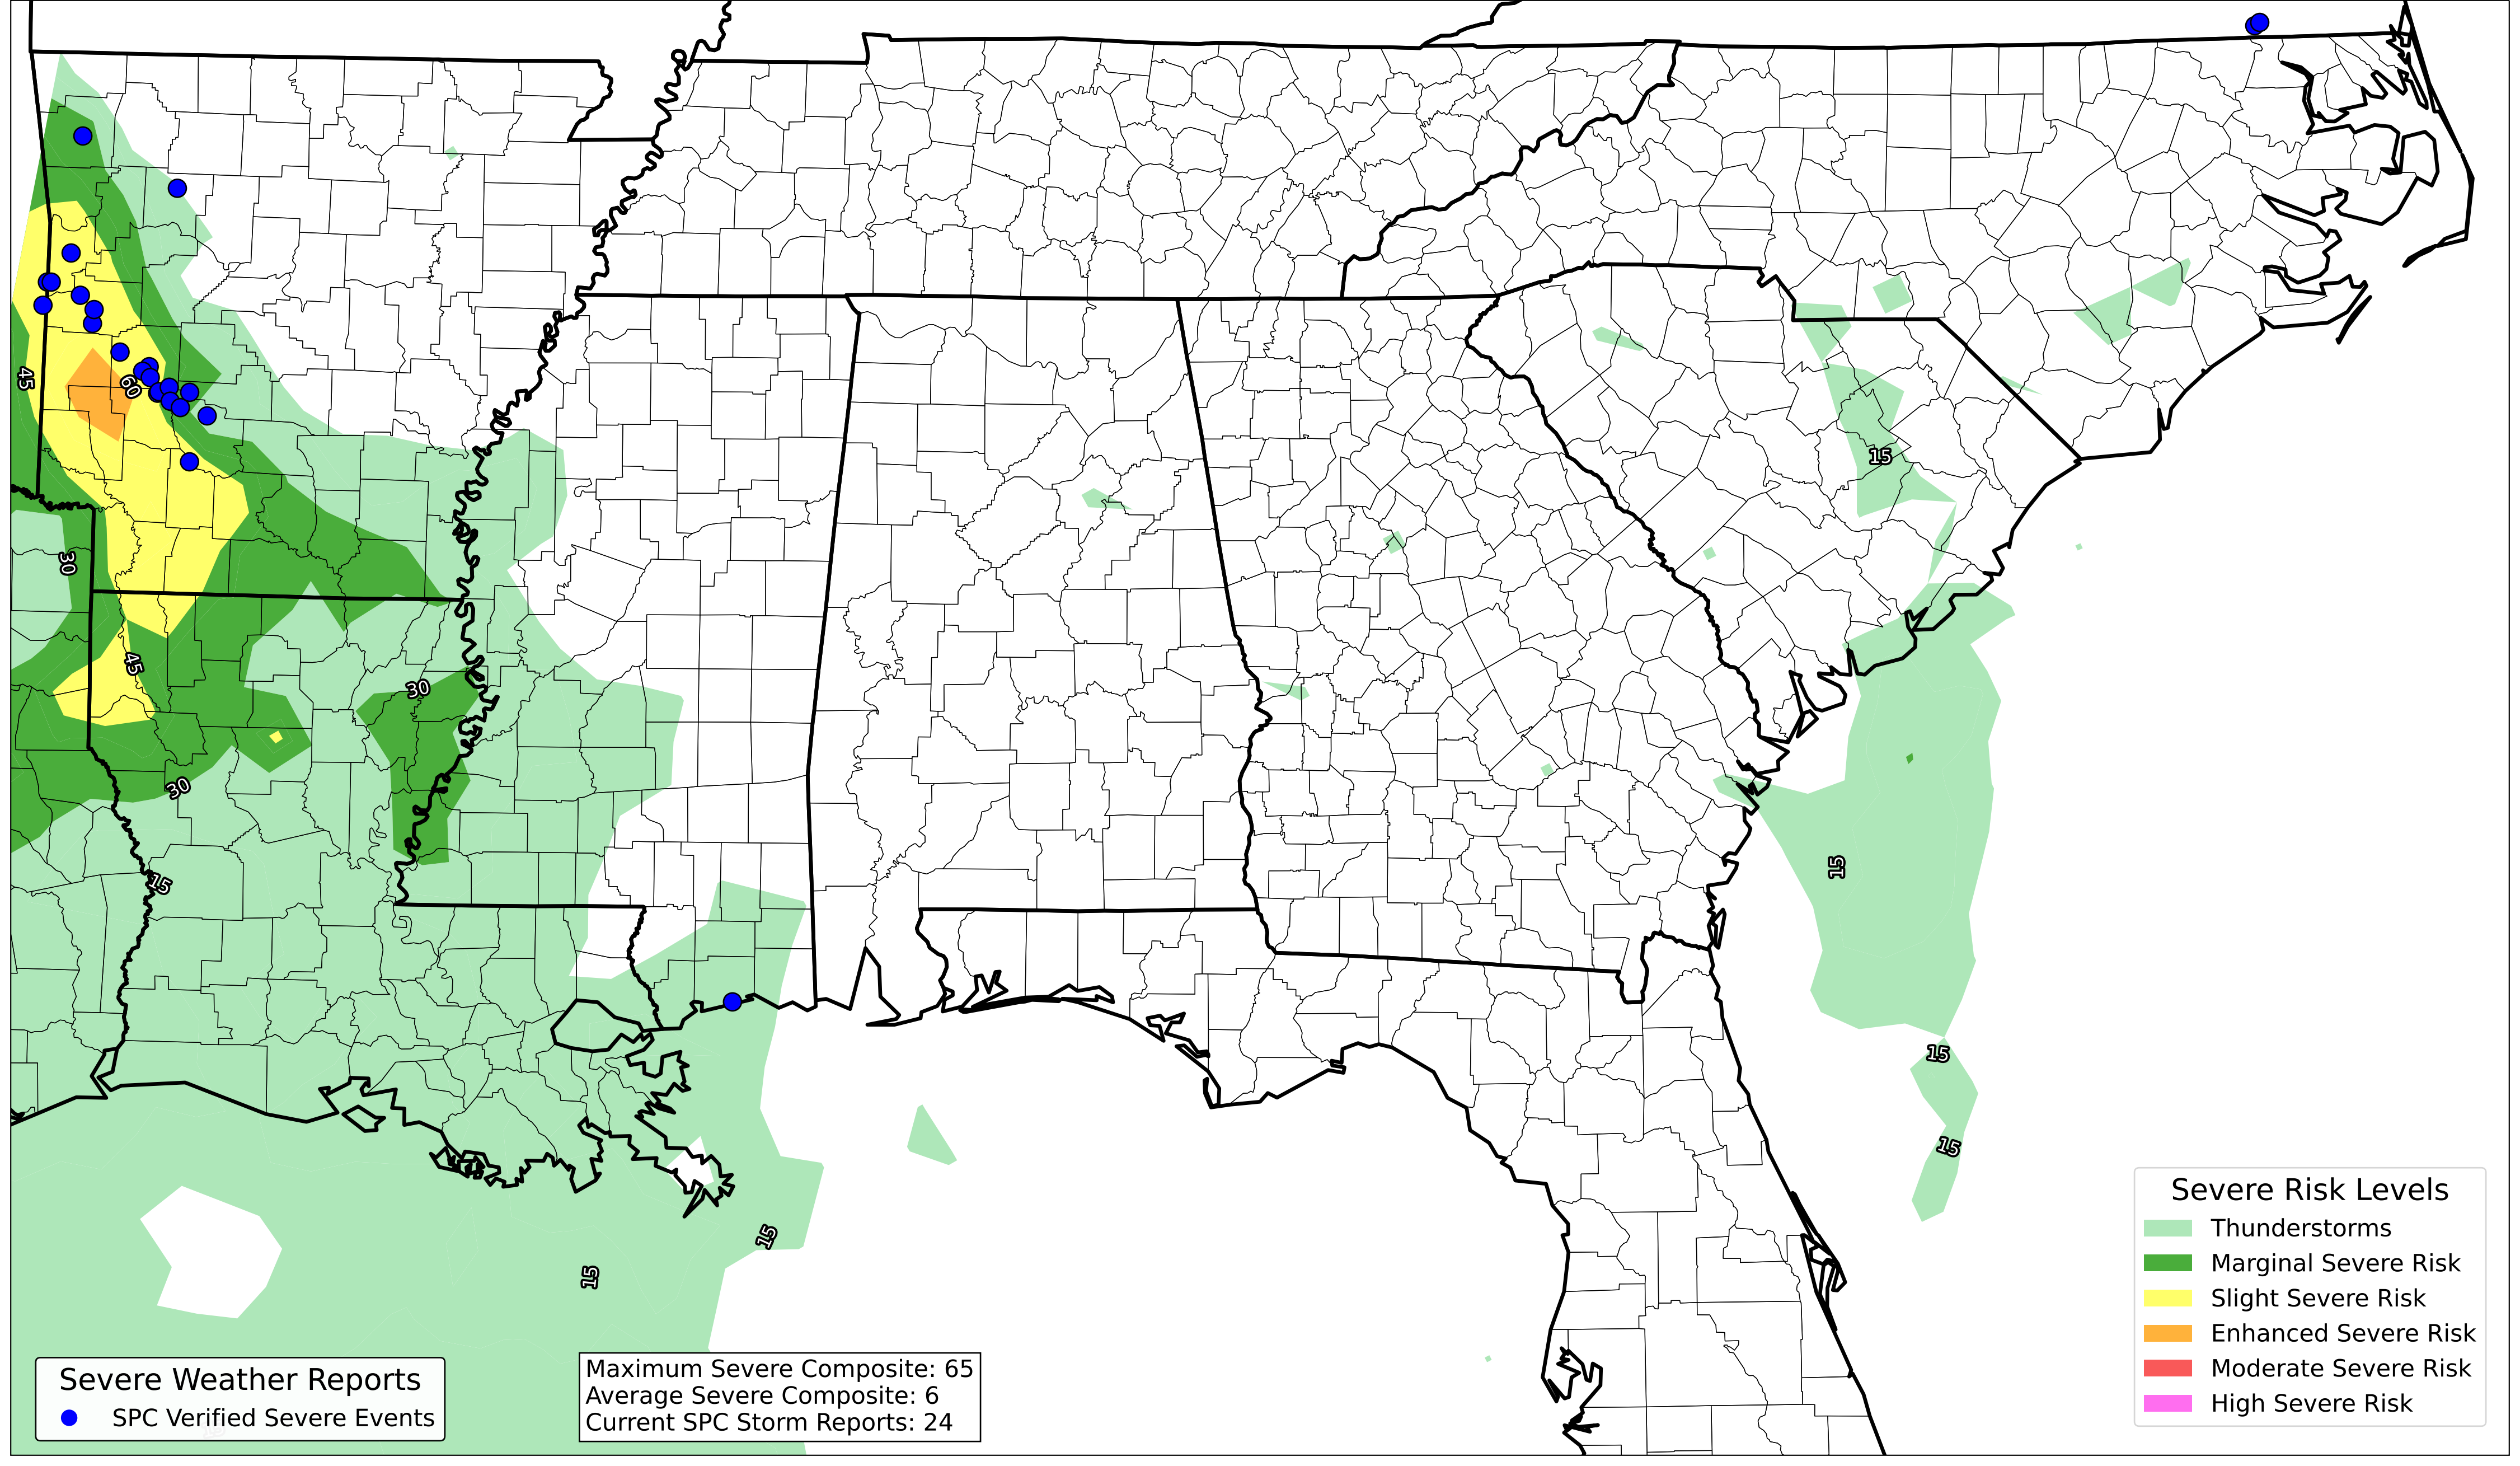 45
60
15
30
45
30
30
15
15
15
15
15
15
Severe Risk Levels
Thunderstorms
Marginal Severe Risk
Slight Severe Risk
Enhanced Severe Risk
Moderate Severe Risk
High Severe Risk
Severe Weather Reports
SPC Verified Severe Events
Maximum Severe Composite: 65
Average Severe Composite: 6
Current SPC Storm Reports: 24